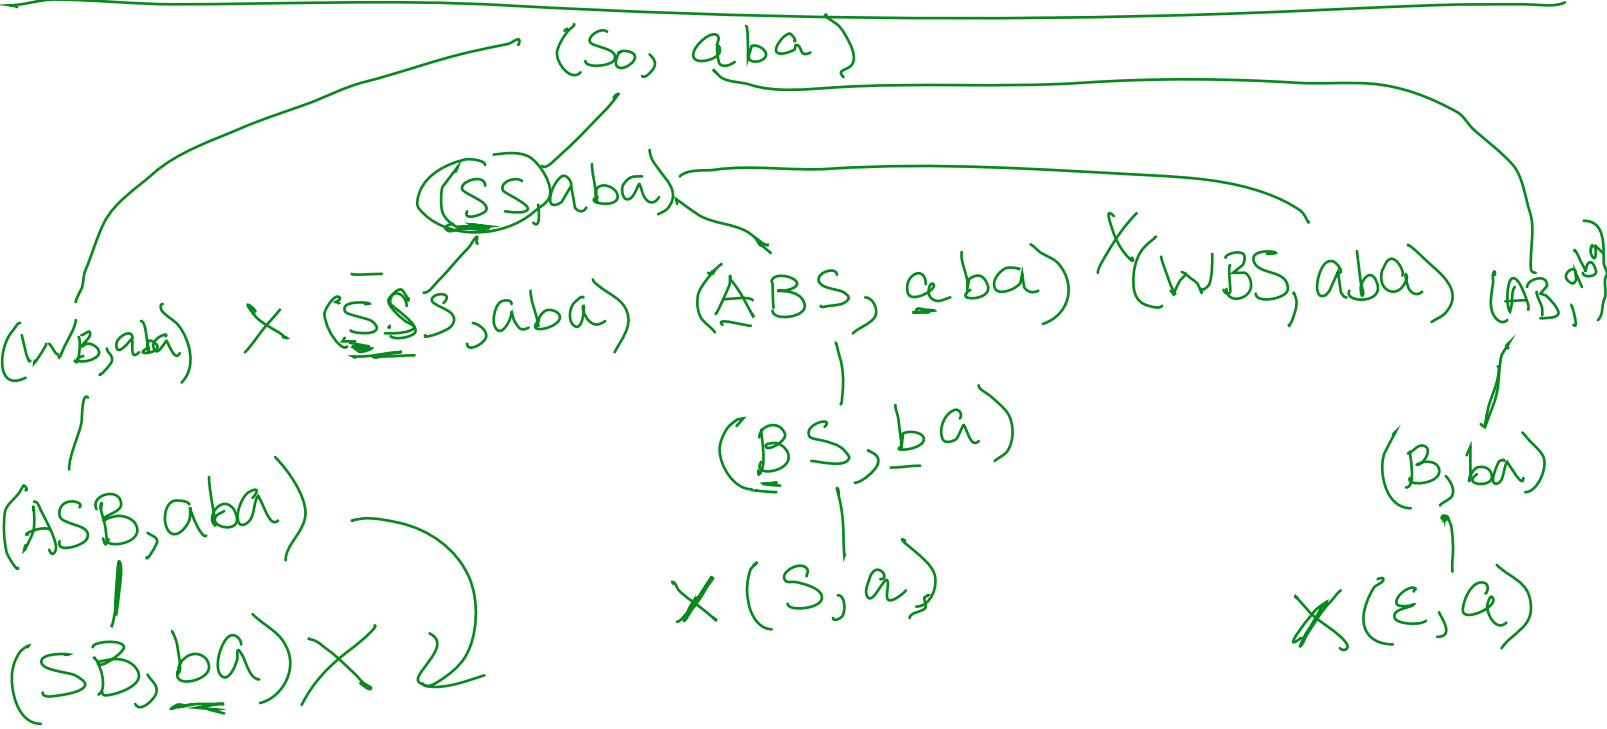 (S0, aba)
(SS, aba)
(WB, aba) X (SSS, aba) (ABS, aba) X (WBS, aba) (AB, aba)
(BS, ba) (B, ba)
(ASB, aba)
X (S, a) X (ε, a)
(SB, ba) X